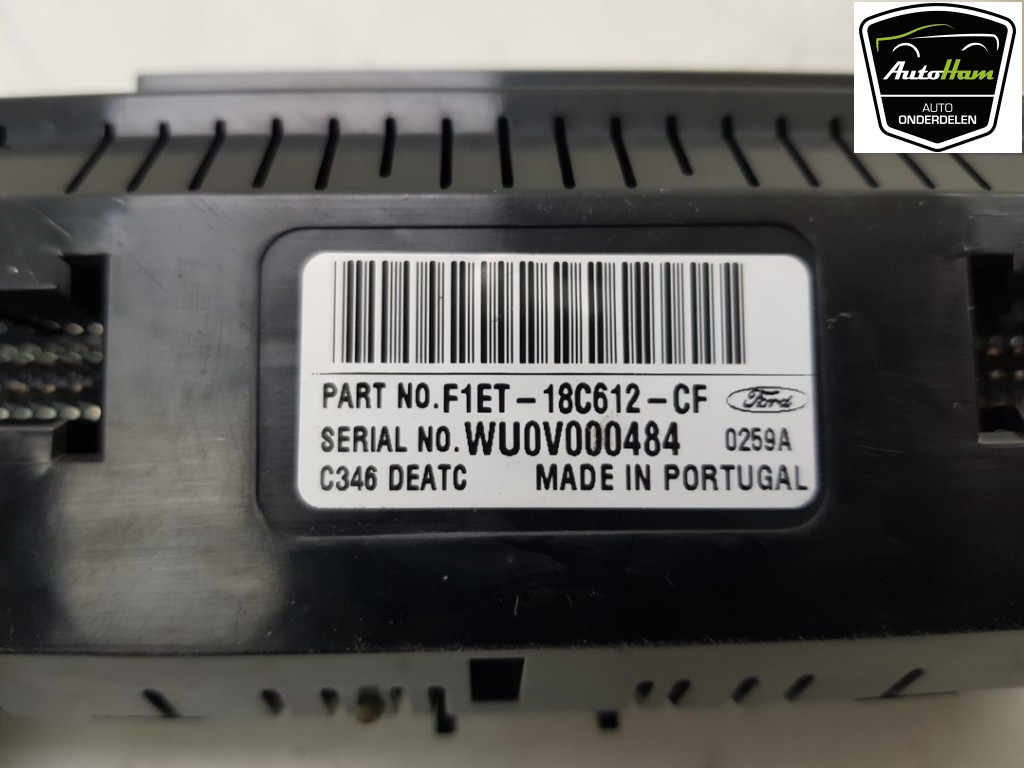 AutoHam
AUTO
ONDERDELEN
PART NO. F1ET-18C612-CF Ford
SERIAL NO. WU0V000484 0259A
C346 DEATC MADE IN PORTUGAL